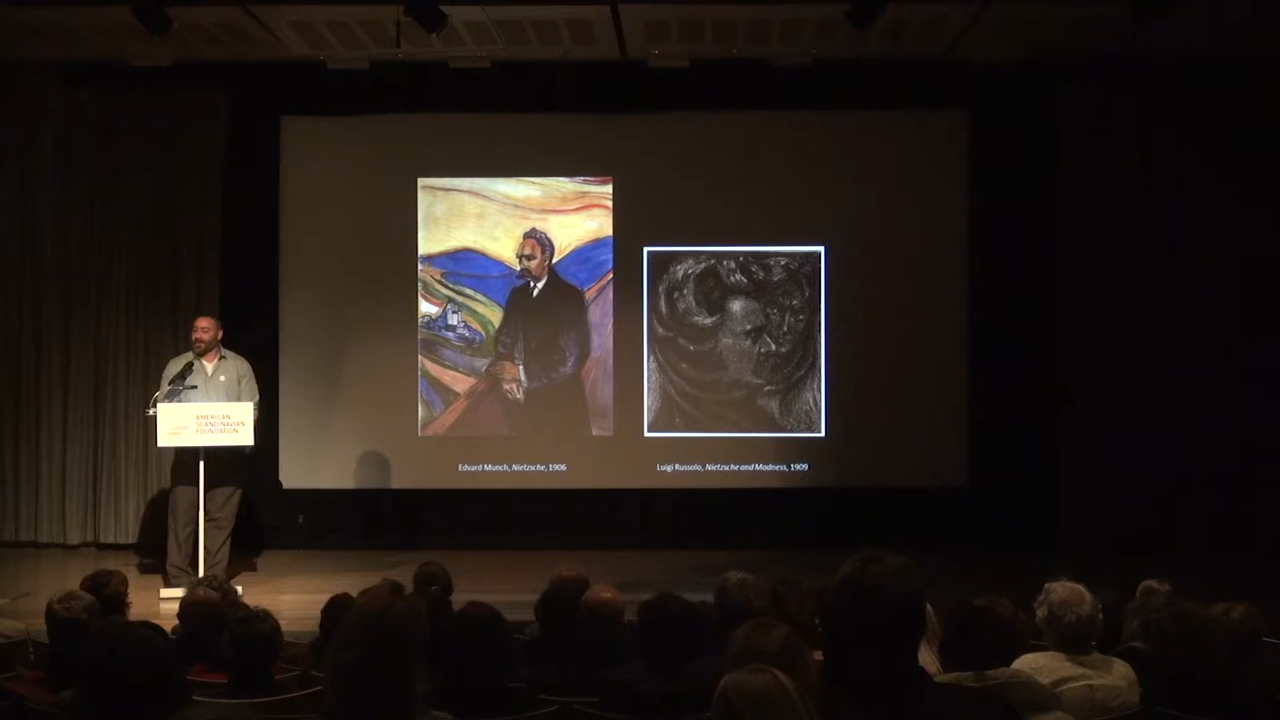 AMERICAN
SCANDINAVIAN
FOUNDATION
Edvard Munch, Nietzsche, 1906
Luigi Russolo, Nietzsche and Madness, 1909